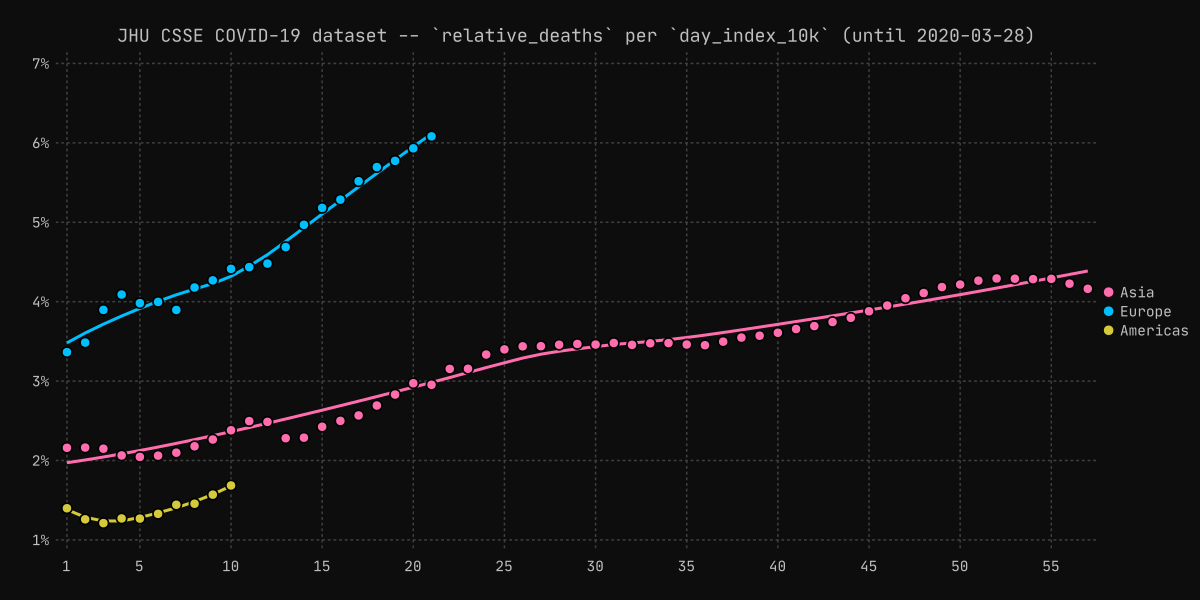 JHU CSSE COVID-19 dataset -- `relative_deaths` per `day_index_10k` (until 2020-03-28)
7%
6%
5%
4%
3%
2%
1%
Asia
Europe
Americas
1 5 10 15 20 25 30 35 40 45 50 55